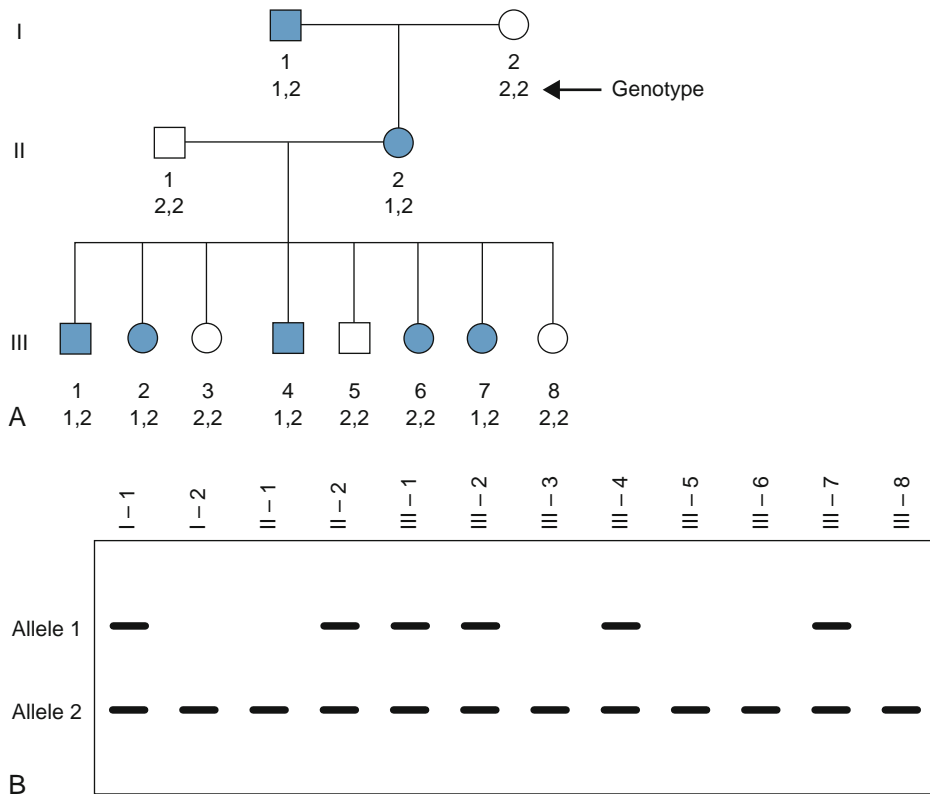 I
1 2
1,2 2,2 Genotype
II
1 2
2,2 1,2
III
1 2 3 4 5 6 7 8
A 1,2 1,2 2,2 1,2 2,2 2,2 1,2 2,2
I – 1 I – 2 II – 1 II – 2 III – 1 III – 2 III – 3 III – 4 III – 5 III – 6 III – 7 III – 8
Allele 1
Allele 2
B